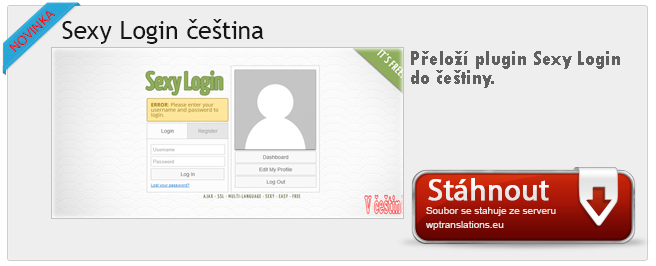 NOVINKA
Sexy Login čeština
IT'S FREE
Sexy Login
ERROR: Please enter your
username and password to
login.
Login Register
Username
Password
Log In
Lost your password?
Dashboard
Edit My Profile
Log Out
AJAX · SSL · MULTI-LANGUAGE · SEXY · EASY · FREE
V češtin
Přeloží plugin Sexy Login
do češtiny.
Stáhnout
Soubor se stahuje ze serveru
wptranslations.eu